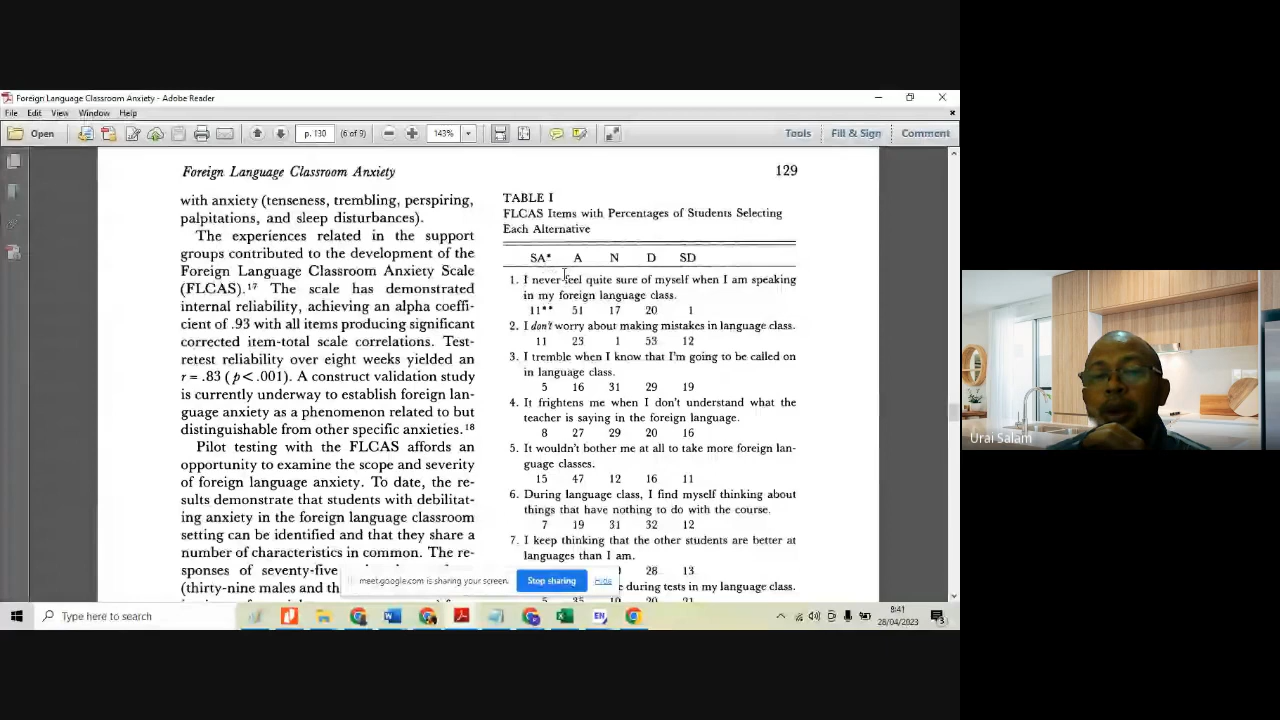 Foreign Language Classroom Anxiety - Adobe Reader
File Edit View Window Help
Open p. 130 (6 of 9) 143% Tools Fill & Sign Comment
Foreign Language Classroom Anxiety 129
with anxiety (tenseness, trembling, perspiring,
palpitations, and sleep disturbances).
The experiences related in the support
groups contributed to the development of the
Foreign Language Classroom Anxiety Scale
(FLCAS).¹⁷ The scale has demonstrated
internal reliability, achieving an alpha coeffi-
cient of .93 with all items producing significant
corrected item-total scale correlations. Test-
retest reliability over eight weeks yielded an
r = .83 (p<.001). A construct validation study
is currently underway to establish foreign lan-
guage anxiety as a phenomenon related to but
distinguishable from other specific anxieties.¹⁸
Pilot testing with the FLCAS affords an
opportunity to examine the scope and severity
of foreign language anxiety. To date, the re-
sults demonstrate that students with debilitat-
ing anxiety in the foreign language classroom
setting can be identified and that they share a
number of characteristics in common. The re-
sponses of seventy-five
(thirty-nine males and
TABLE I
FLCAS Items with Percentages of Students Selecting
Each Alternative
SA* A N D SD
1. I never feel quite sure of myself when I am speaking
in my foreign language class.
11** 51 17 20 1
2. I don't worry about making mistakes in language class.
11 23 1 53 12
3. I tremble when I know that I'm going to be called on
in language class.
5 16 31 29 19
4. It frightens me when I don't understand what the
teacher is saying in the foreign language.
8 27 29 20 16
5. It wouldn't bother me at all to take more foreign lan-
guage classes.
15 47 12 16 11
6. During language class, I find myself thinking about
things that have nothing to do with the course.
7 19 31 32 12
7. I keep thinking that the other students are better at
languages than I am.
28 13
during tests in my language class.
meet.google.com is sharing your screen. Stop sharing Hide
Type here to search
8:41
28/04/2023
Urai Salam